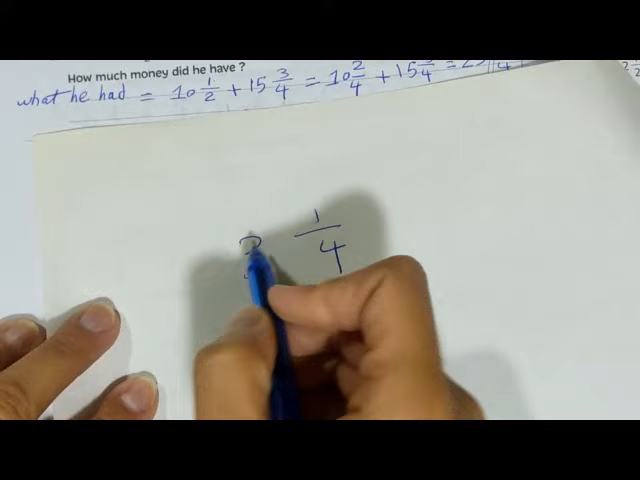 How much money did he have ?
what he had = 10 1/2 + 15 3/4 = 10 2/4 + 15 3/4 =
1/4